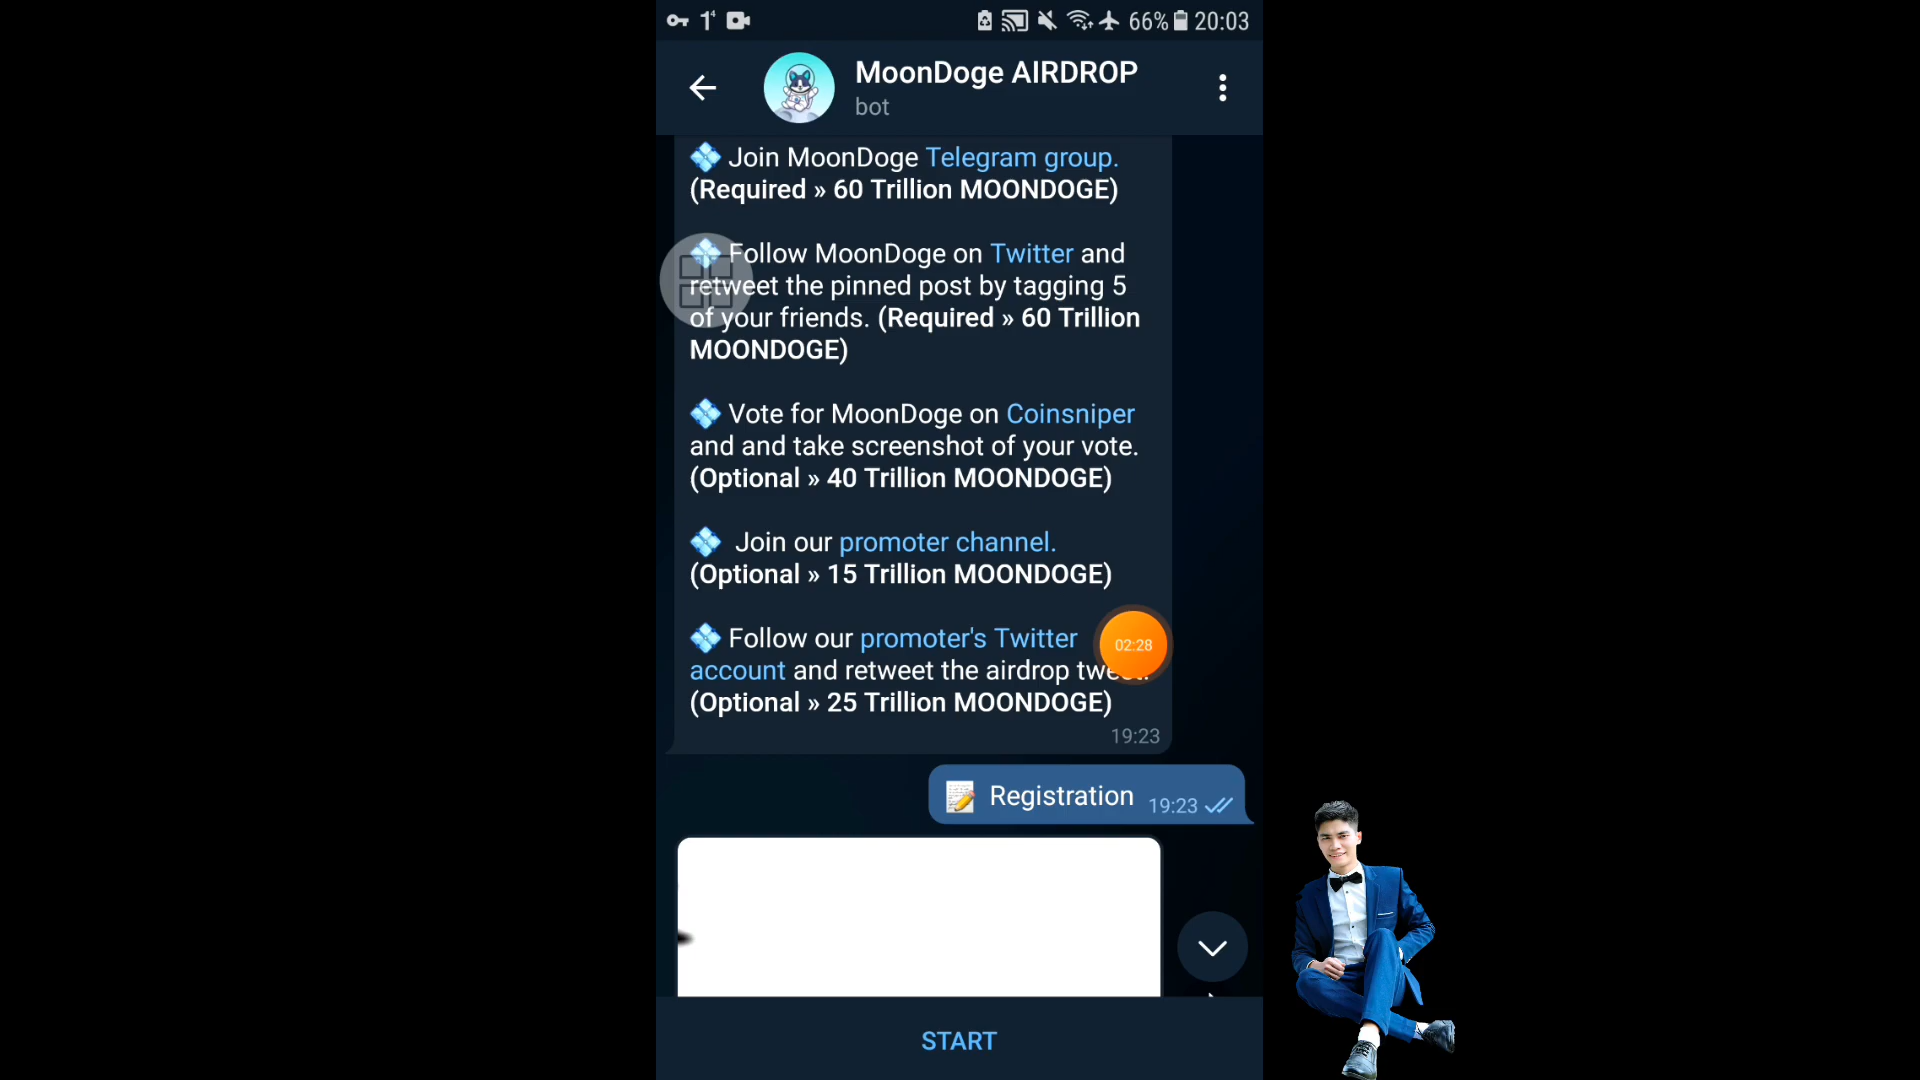 66% 20:03
MoonDoge AIRDROP
bot
Join MoonDoge Telegram group.
(Required » 60 Trillion MOONDOGE)
Follow MoonDoge on Twitter and
retweet the pinned post by tagging 5
of your friends. (Required » 60 Trillion
MOONDOGE)
Vote for MoonDoge on Coinsniper
and and take screenshot of your vote.
(Optional » 40 Trillion MOONDOGE)
Join our promoter channel.
(Optional » 15 Trillion MOONDOGE)
Follow our promoter's Twitter
02:28
account and retweet the airdrop tweet.
(Optional » 25 Trillion MOONDOGE)
19:23
Registration 19:23
START